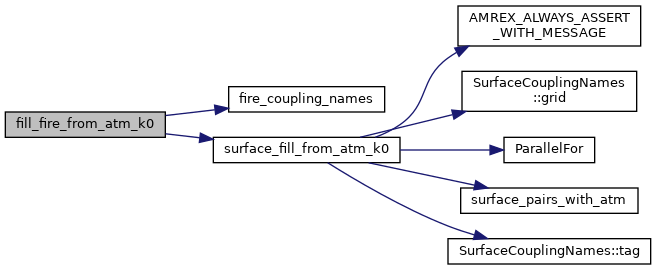 fill_fire_from_atm_k0
fire_coupling_names
surface_fill_from_atm_k0
AMREX_ALWAYS_ASSERT
_WITH_MESSAGE
SurfaceCouplingNames
::grid
ParallelFor
surface_pairs_with_atm
SurfaceCouplingNames::tag